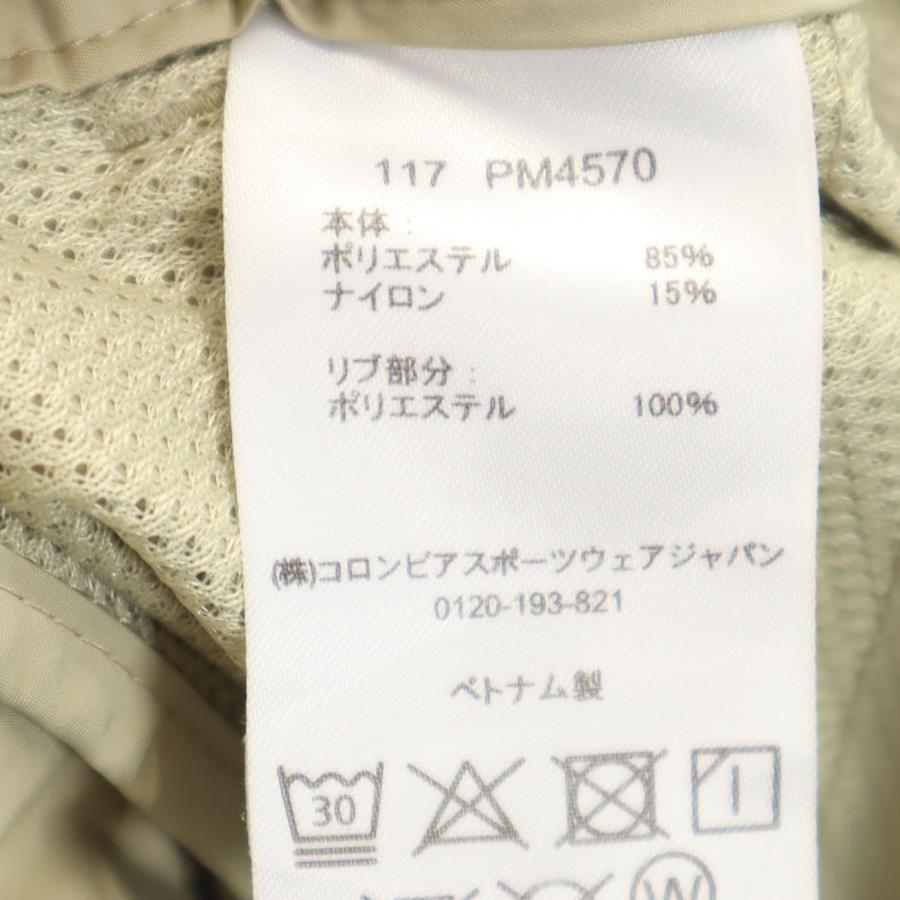 117 PM4570
本体:
ポリエステル 85%
ナイロン 15%
リブ部分:
ポリエステル 100%
(株)コロンビアスポーツウェアジャパン
0120-193-821
ベトナム製
30
W